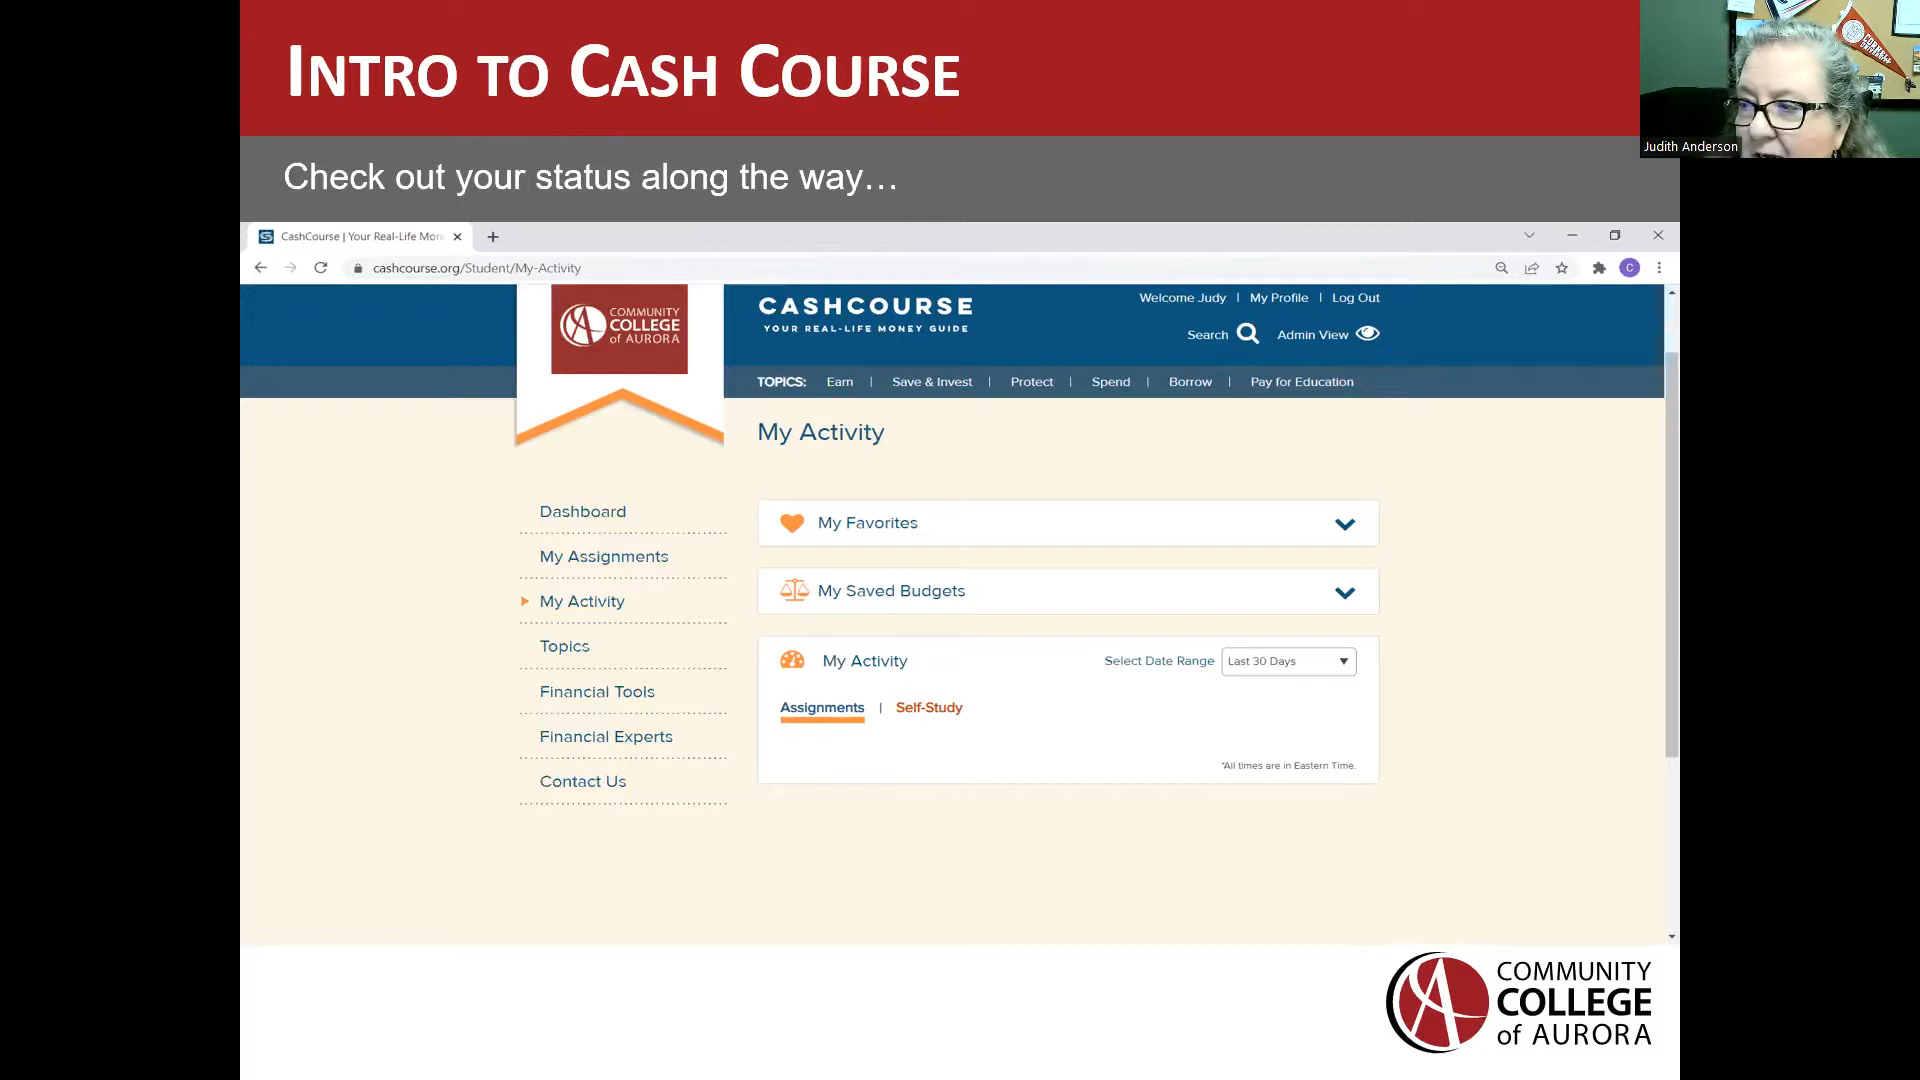 INTRO TO CASH COURSE
CORNELL
UNIVERSITY
Judith Anderson
Check out your status along the way…
CashCourse | Your Real-Life Mon
cashcourse.org/Student/My-Activity
C
COMMUNITY
COLLEGE
of AURORA
CASHCOURSE
YOUR REAL-LIFE MONEY GUIDE
Welcome Judy | My Profile | Log Out
Search Admin View
TOPICS: Earn | Save & Invest | Protect | Spend | Borrow | Pay for Education
My Activity
Dashboard
My Assignments
My Activity
Topics
Financial Tools
Financial Experts
Contact Us
My Favorites
My Saved Budgets
My Activity Select Date Range Last 30 Days
Assignments | Self-Study
*All times are in Eastern Time.
COMMUNITY
COLLEGE
of AURORA